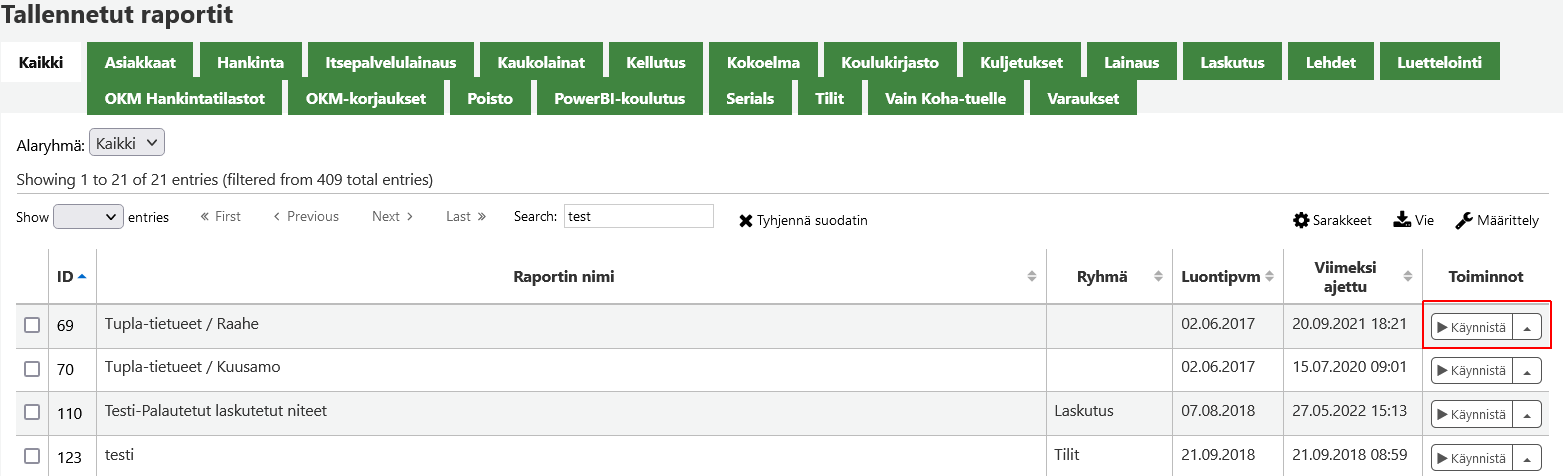 Tallennetut raportit
Kaikki Asiakkaat Hankinta Itsepalvelulainaus Kaukolainat Kellutus Kokoelma Koulukirjasto Kuljetukset Lainaus Laskutus Lehdet Luettelointi
OKM Hankintatilastot OKM-korjaukset Poisto PowerBI-koulutus Serials Tilit Vain Koha-tuelle Varaukset
Alaryhmä: Kaikki
Showing 1 to 21 of 21 entries (filtered from 409 total entries)
Show entries First Previous Next Last Search: test Tyhjennä suodatin Sarakkeet Vie Määrittely
ID Raportin nimi Ryhmä Luontipvm Viimeksi ajettu Toiminnot
69 Tupla-tietueet / Raahe 02.06.2017 20.09.2021 18:21 Käynnistä
70 Tupla-tietueet / Kuusamo 02.06.2017 15.07.2020 09:01 Käynnistä
110 Testi-Palautetut laskutetut niteet Laskutus 07.08.2018 27.05.2022 15:13 Käynnistä
123 testi Tilit 21.09.2018 21.09.2018 08:59 Käynnistä